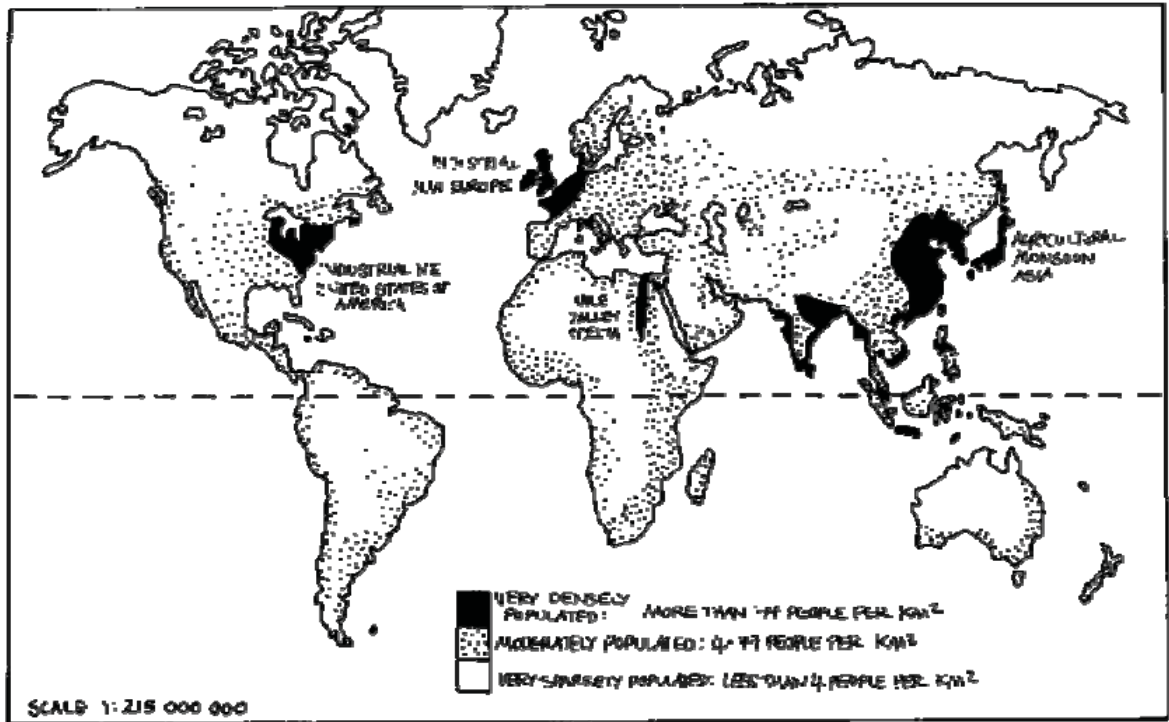 INDUSTRIAL
N.W EUROPE
INDUSTRIAL N.E
UNITED STATES OF
AMERICA
NILE
VALLEY
DELTA
AGRICULTURAL
MONSOON
ASIA
VERY DENSELY
POPULATED: MORE THAN PEOPLE PER KM²
MODERATELY POPULATED: PEOPLE PER KM²
VERY SPARSELY POPULATED: LESS THAN 4 PEOPLE PER KM²
SCALE 1:215 000 000